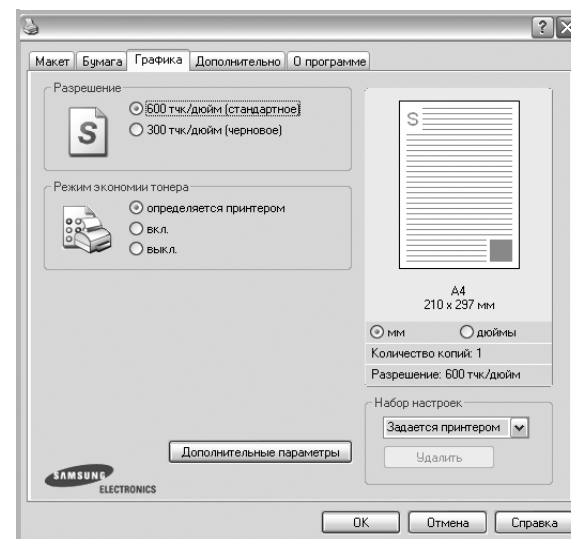 Макет Бумага Графика Дополнительно О программе
Разрешение
S
600 тчк/дюйм (стандартное)
300 тчк/дюйм (черновое)
Режим экономии тонера
определяется принтером
вкл.
выкл.
S
A4
210 x 297 мм
мм дюймы
Количество копий: 1
Разрешение: 600 тчк/дюйм
Набор настроек
Задается принтером
Удалить
Дополнительные параметры
SAMSUNG
ELECTRONICS
OK Отмена Справка